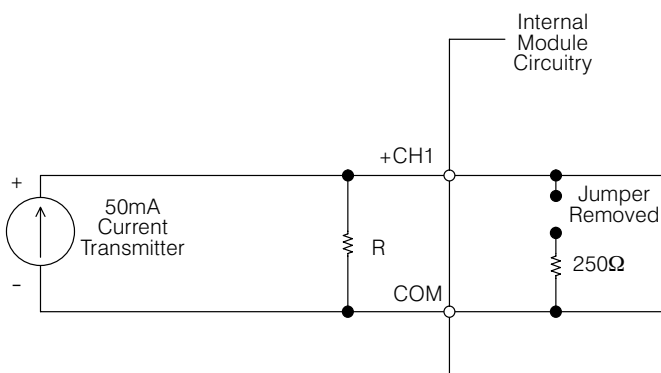 Internal
Module
Circuitry
+CH1
+
50mA
Current
Transmitter
–
R
Jumper
Removed
250Ω
COM